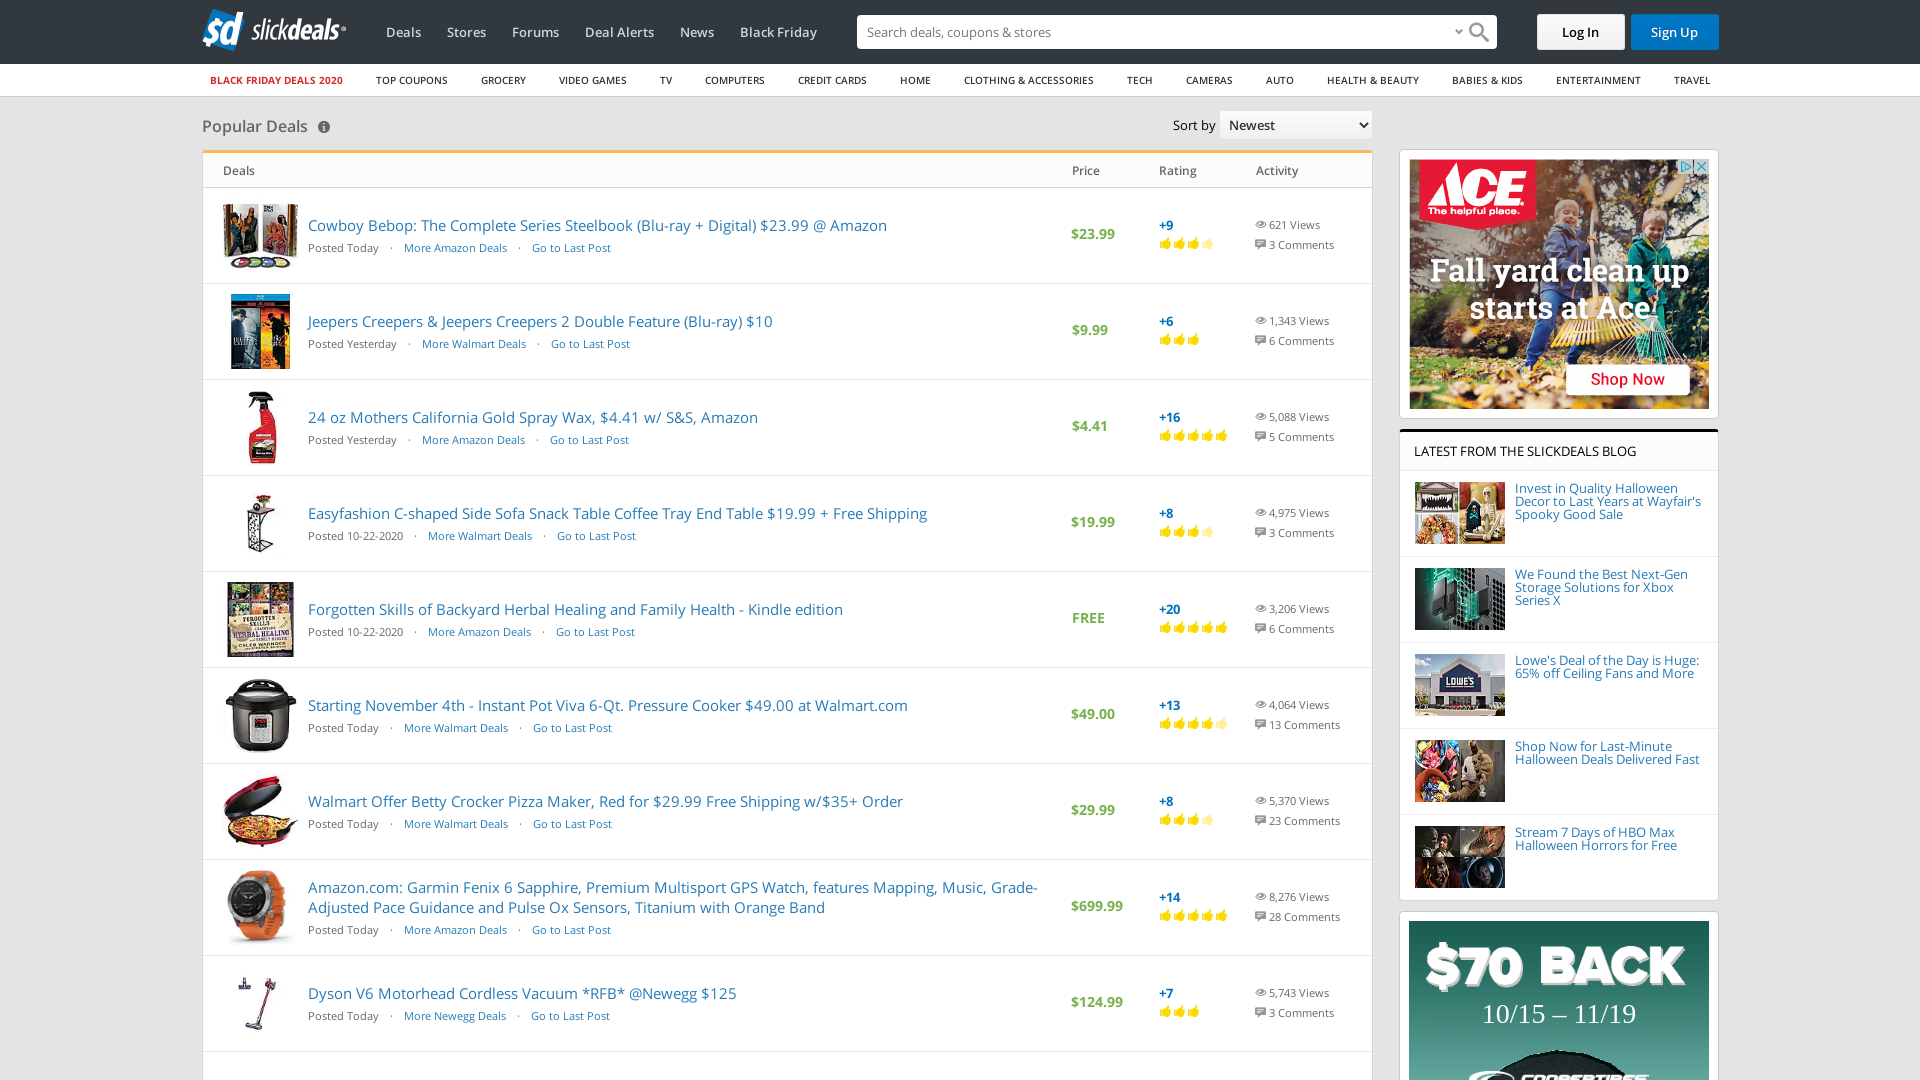 slickdeals
Deals
Stores
Forums
Deal Alerts
News
Black Friday
Search deals, coupons & shops
Log In
Sign Up
BLACK FRIDAY DEALS 2020
TOP COUPONS
GROCERY
VIDEO GAMES
TV
COMPUTERS
CREDIT CARDS
HOME
CLOTHING & ACCESSORIES
TECH
CAMERAS
AUTO
HEALTH & BEAUTY
BABIES & KIDS
ENTERTAINMENT
TRAVEL
Popular Deals
Sort by Newest
Deals
Price
Rating
Activity
Cowboy Bebop: The Complete Series Steelbook (Blu-ray + Digital) $23.99 @ Amazon
Posted Today · More Amazon Deals · Go to Last Post
$23.99
+9
621 Views
3 Comments
Jeepers Creepers & Jeepers Creepers 2 Double Feature (Blu-ray) $10
Posted Yesterday · More Walmart Deals · Go to Last Post
$9.99
+6
1,343 Views
6 Comments
24 oz Mothers California Gold Spray Wax, $4.41 w/ S&S, Amazon
Posted Yesterday · More Amazon Deals · Go to Last Post
$4.41
+16
5,088 Views
5 Comments
Easyfashion C-shaped Side Sofa Snack Table Coffee Tray End Table $19.99 + Free Shipping
Posted 10-22-2020 · More Walmart Deals · Go to Last Post
$19.99
+8
4,975 Views
3 Comments
Forgotten Skills of Backyard Herbal Healing and Family Health - Kindle edition
Posted 10-22-2020 · More Amazon Deals · Go to Last Post
FREE
+20
3,206 Views
6 Comments
Starting November 4th - Instant Pot Viva 6-Qt. Pressure Cooker $49.00 at Walmart.com
Posted Today · More Walmart Deals · Go to Last Post
$49.00
+13
4,064 Views
13 Comments
Walmart Offer Betty Crocker Pizza Maker, Red for $29.99 Free Shipping w/$35+ Order
Posted Today · More Walmart Deals · Go to Last Post
$29.99
+8
5,370 Views
23 Comments
Amazon.com: Garmin Fenix 6 Sapphire, Premium Multisport GPS Watch, features Mapping, Music, Grade-
Adjusted Pace Guidance and Pulse Ox Sensors, Titanium with Orange Band
Posted Today · More Amazon Deals · Go to Last Post
$699.99
+14
8,276 Views
28 Comments
Dyson V6 Motorhead Cordless Vacuum *RFB* @Newegg $125
Posted Today · More Newegg Deals · Go to Last Post
$124.99
+7
5,743 Views
3 Comments
ACE
The helpful place.
Fall yard clean up
starts at Ace.
Shop Now
LATEST FROM THE SLICKDEALS BLOG
Invest in Quality Halloween
Decor to Last Years at Wayfair's
Spooky Good Sale
We Found the Best Next-Gen
Storage Solutions for Xbox
Series X
LOWE'S
Lowe's Deal of the Day is Huge:
65% off Ceiling Fans and More
Shop Now for Last-Minute
Halloween Deals Delivered Fast
Stream 7 Days of HBO Max
Halloween Horrors for Free
$70 BACK
10/15 – 11/19